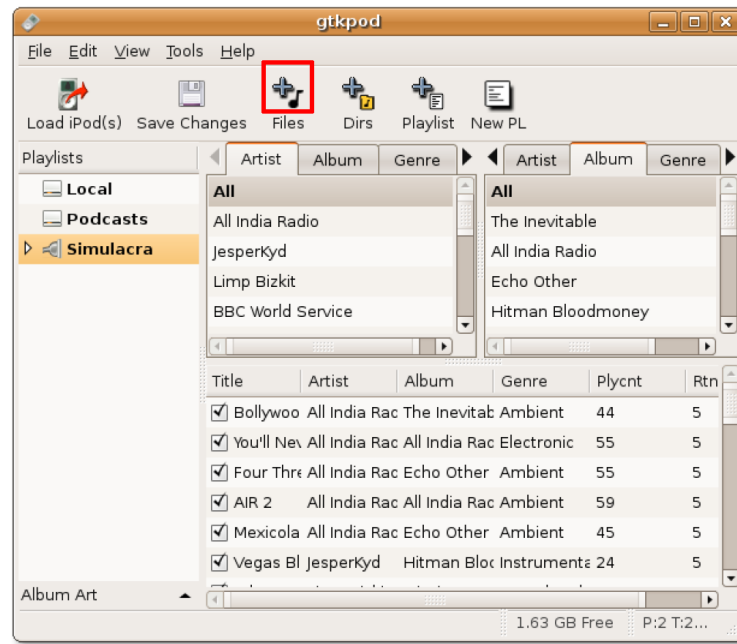 gtkpod
File Edit View Tools Help
Load iPod(s) Save Changes Files Dirs Playlist New PL
Playlists
Local
Podcasts
Simulacra
Album Art
Artist Album Genre
All
All India Radio
JesperKyd
Limp Bizkit
BBC World Service
Artist Album Genre
All
The Inevitable
All India Radio
Echo Other
Hitman Bloodmoney
Title Artist Album Genre Plycnt Rtn
Bollywoo All India Rac The Inevitab Ambient 44 5
You'll Nev All India Rac All India Rac Electronic 55 5
Four Thre All India Rac Echo Other Ambient 55 5
AIR 2 All India Rac All India Rac Ambient 59 5
Mexicola All India Rac Echo Other Ambient 45 5
Vegas Bl JesperKyd Hitman Bloc Instrumenta 24 5
1.63 GB Free P:2 T:2...